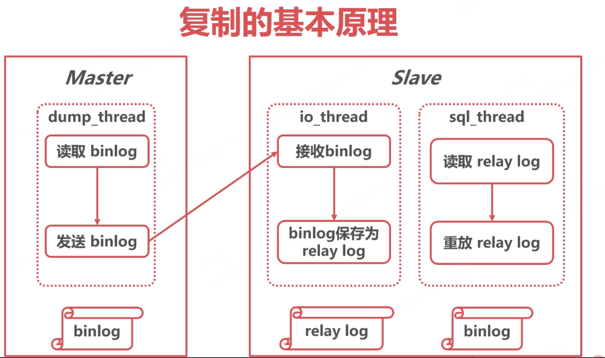 复制的基本原理
Master
dump_thread
读取 binlog
发送 binlog
binlog
Slave
io_thread
接收binlog
binlog保存为
relay log
relay log
sql_thread
读取 relay log
重放 relay log
binlog